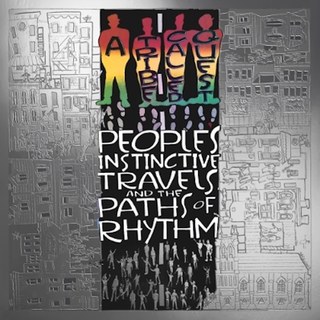 A TRIBE CALLED QUEST
PEOPLES
INSTINCTIVE
TRAVELS
AND THE
PATHS OF
RHYTHM